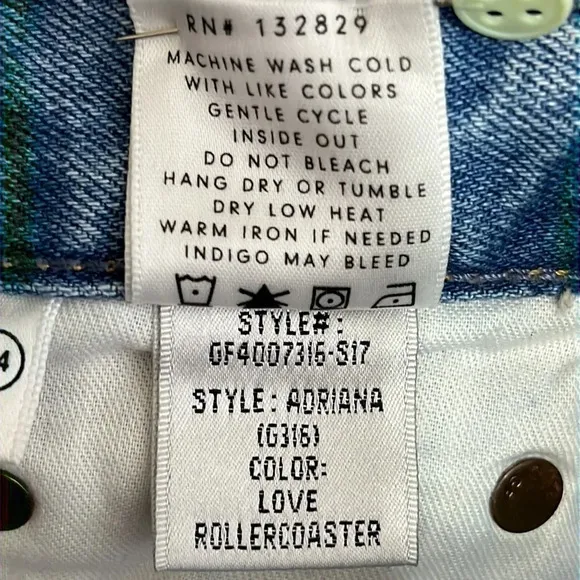 RN# 132829
MACHINE WASH COLD
WITH LIKE COLORS
GENTLE CYCLE
INSIDE OUT
DO NOT BLEACH
HANG DRY OR TUMBLE
DRY LOW HEAT
WARM IRON IF NEEDED
INDIGO MAY BLEED
STYLE#:
GF4007316-S17
STYLE: ADRIANA
(G316)
COLOR:
LOVE
ROLLERCOASTER
4